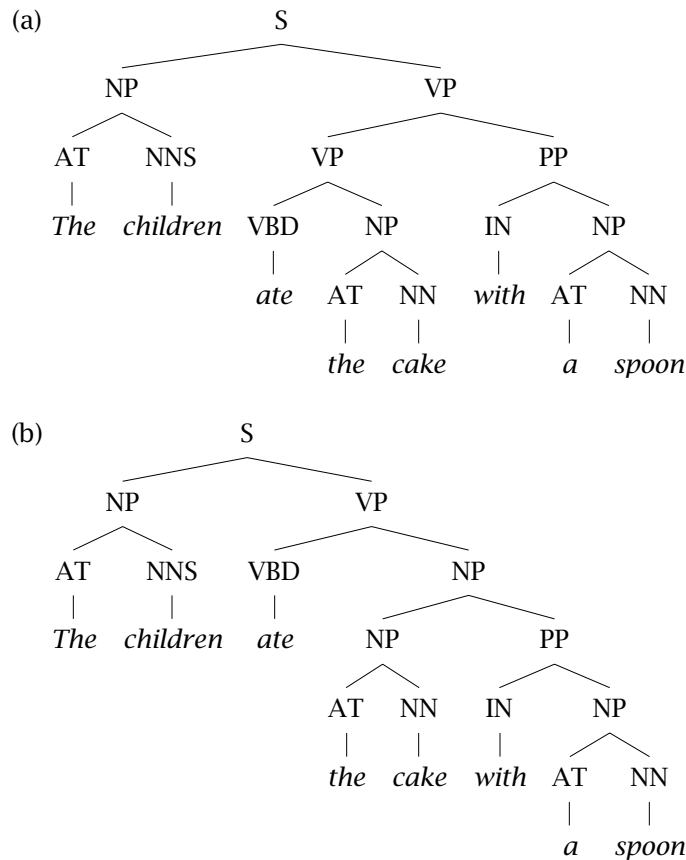 (a) S
NP VP
AT NNS VP PP
The children VBD NP IN NP
ate AT NN with AT NN
the cake a spoon
(b) S
NP VP
AT NNS VBD NP
The children ate NP PP
AT NN IN NP
the cake with AT NN
a spoon